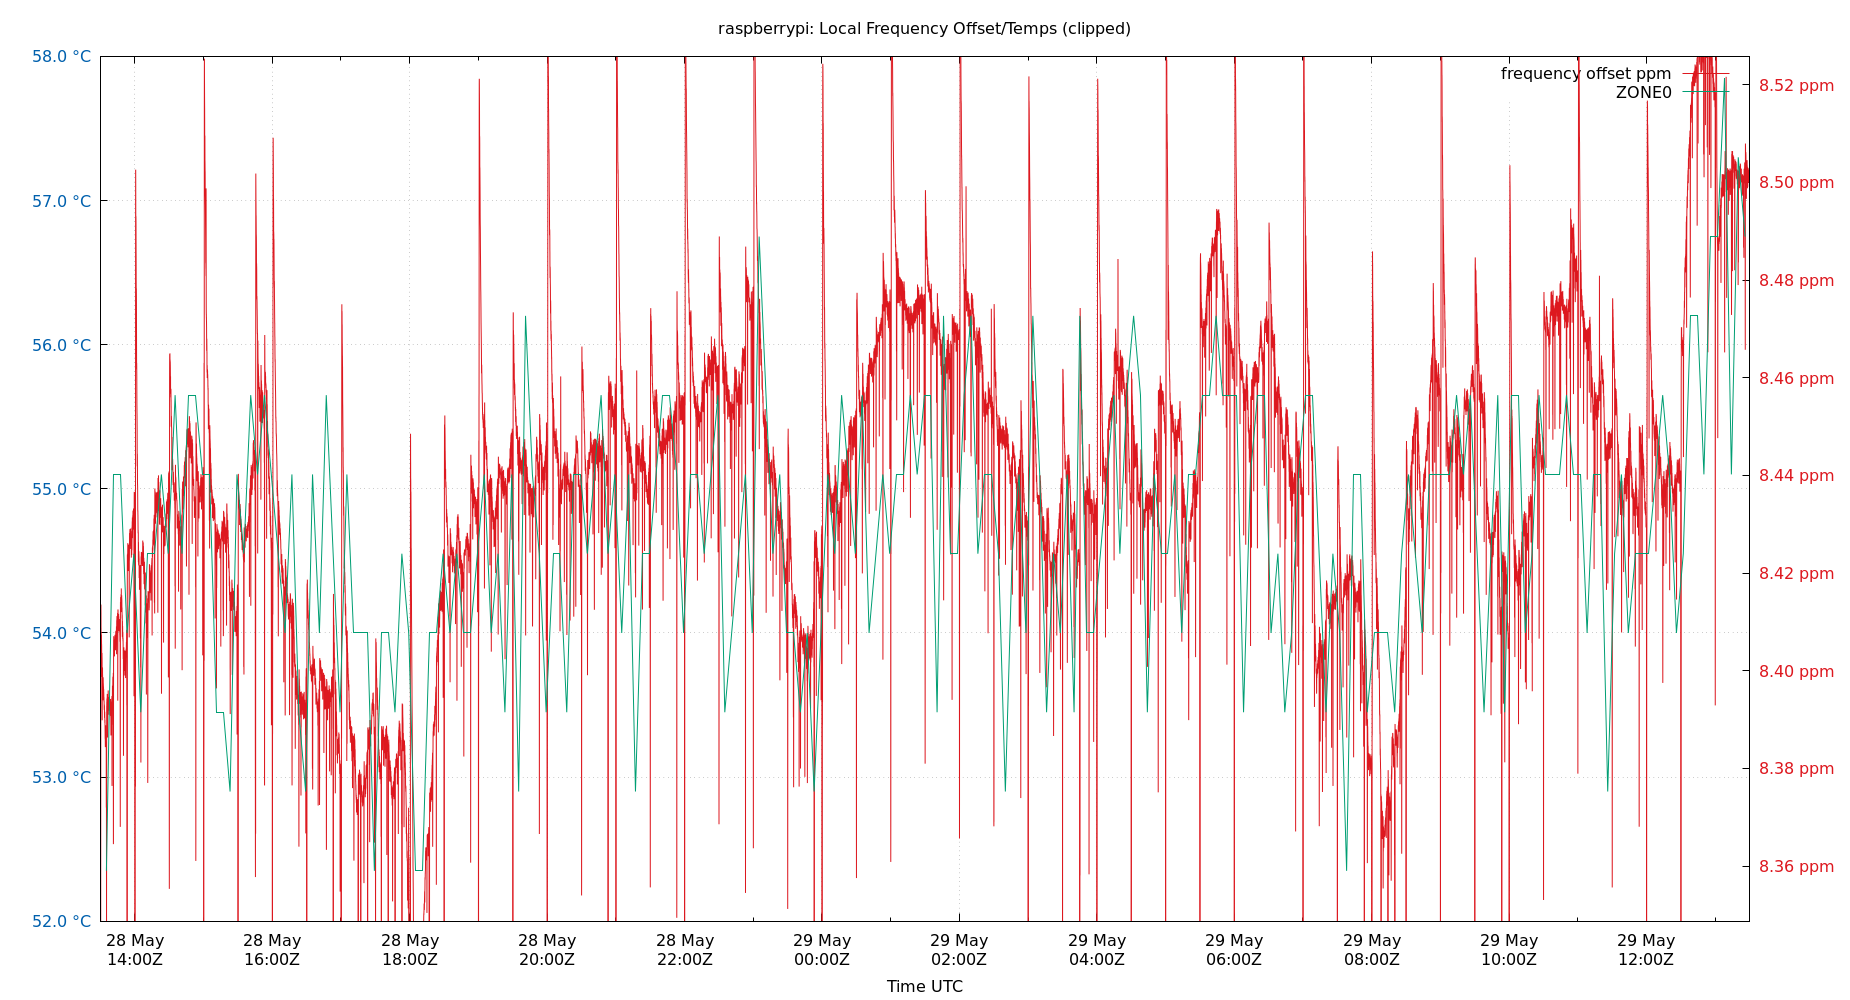 raspberrypi: Local Frequency Offset/Temps (clipped)
58.0 °C
57.0 °C
56.0 °C
55.0 °C
54.0 °C
53.0 °C
52.0 °C
frequency offset ppm
ZONE0
8.52 ppm
8.50 ppm
8.48 ppm
8.46 ppm
8.44 ppm
8.42 ppm
8.40 ppm
8.38 ppm
8.36 ppm
28 May
14:00Z
28 May
16:00Z
28 May
18:00Z
28 May
20:00Z
28 May
22:00Z
29 May
00:00Z
29 May
02:00Z
29 May
04:00Z
29 May
06:00Z
29 May
08:00Z
29 May
10:00Z
29 May
12:00Z
Time UTC